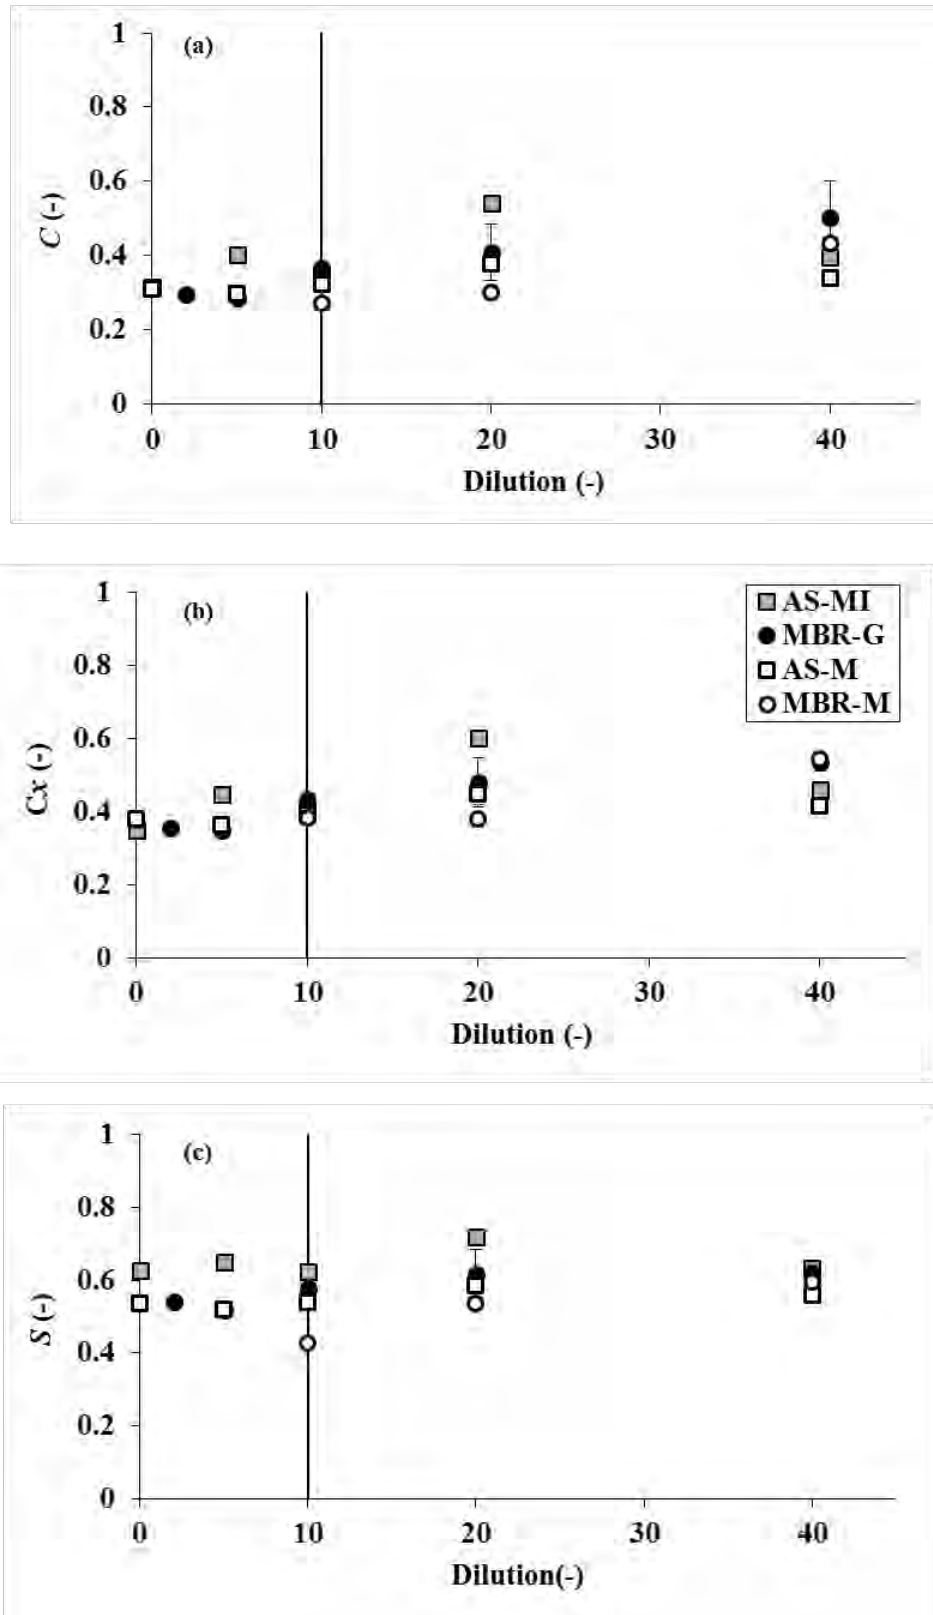 (a)
1
0.8
0.6
0.4
0.2
0
C (-)
0 10 20 30 40
Dilution (-)
(b)
1
0.8
0.6
0.4
0.2
0
Cx (-)
AS-MI
MBR-G
AS-M
MBR-M
0 10 20 30 40
Dilution (-)
(c)
1
0.8
0.6
0.4
0.2
0
S (-)
0 10 20 30 40
Dilution(-)